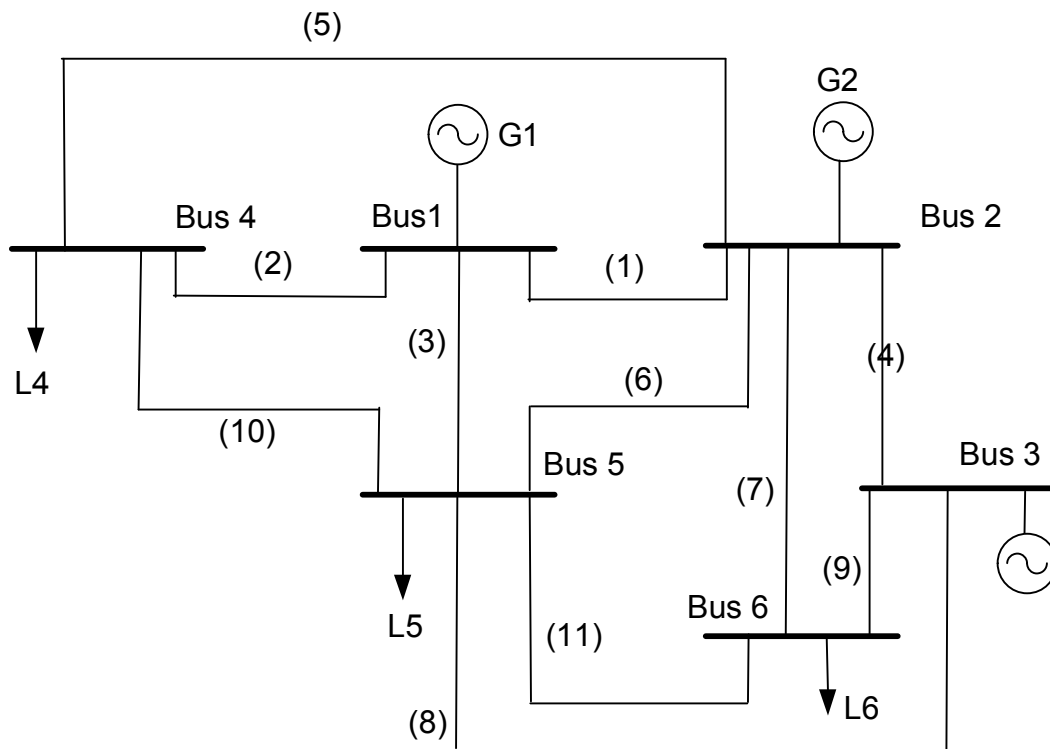 (5)
G2
G1
Bus 4
Bus1
Bus 2
(2)
(1)
(3)
(4)
(6)
L4
(10)
Bus 5
Bus 3
(7)
(9)
Bus 6
L5
(11)
L6
(8)